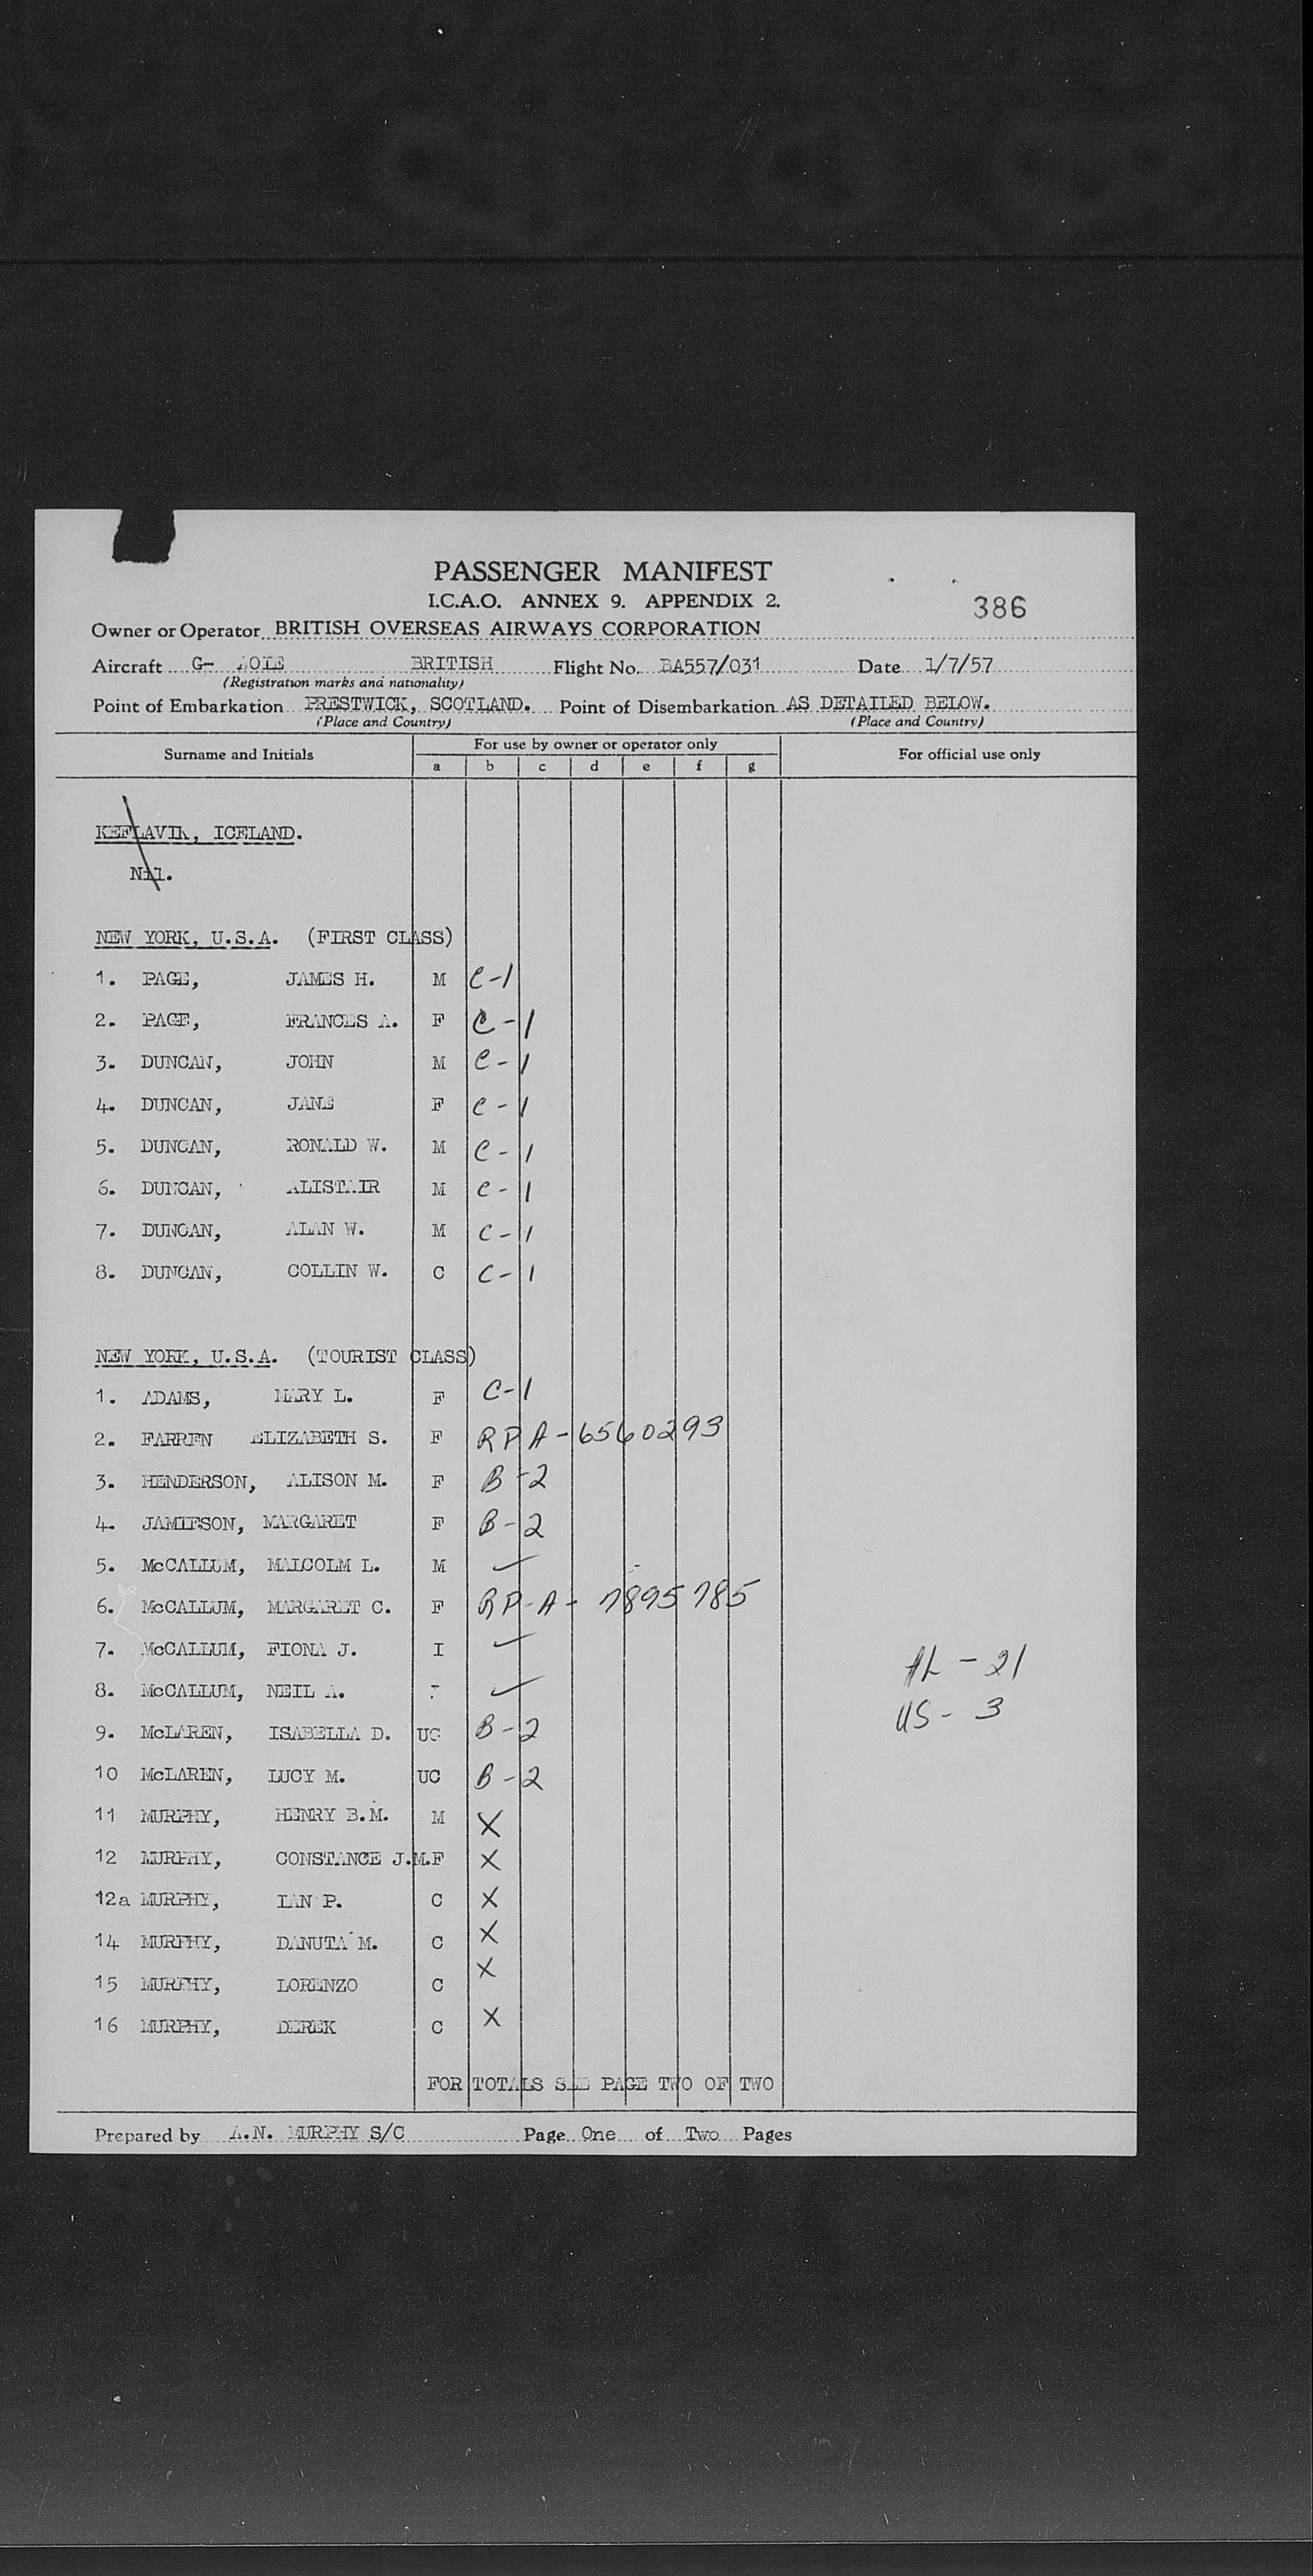 PASSENGER MANIFEST
I.C.A.O. ANNEX 9. APPENDIX 2.
386
Owner or Operator BRITISH OVERSEAS AIRWAYS CORPORATION
Aircraft G- AOIE BRITISH Flight No. BA557/031 Date 1/7/57
(Registration marks and nationality)
Point of Embarkation PRESTWICK, SCOTLAND. Point of Disembarkation AS DETAILED BELOW.
(Place and Country) (Place and Country)
Surname and Initials For use by owner or operator only For official use only
a b c d e f g
KEFLAVIK, ICELAND.
Nil.
NEW YORK, U.S.A. (FIRST CLASS)
1. PAGE, JAMES H. M C-1
2. PAGE, FRANCES A. F C-1
3. DUNCAN, JOHN M C-1
4. DUNCAN, JANE F C-1
5. DUNCAN, RONALD W. M C-1
6. DUNCAN, ALISTAIR M C-1
7. DUNCAN, ALAN W. M C-1
8. DUNCAN, COLLIN W. C C-1
NEW YORK, U.S.A. (TOURIST CLASS)
1. ADAMS, MARY L. F C-1
2. FARREN ELIZABETH S. F RP A-6560293
3. HENDERSON, ALISON M. F B-2
4. JAMIESON, MARGARET F B-2
5. McCALLUM, MALCOLM L. M ✓
6. McCALLUM, MARGARET C. F RP-A- 7895785
7. McCALLUM, FIONA J. I ✓
8. McCALLUM, NEIL A. ✓
AL - 21
US - 3
9. McLAREN, ISABELLA D. UC B-2
10 McLAREN, LUCY M. UC B-2
11 MURPHY, HENRY B.M. M X
12 MURPHY, CONSTANCE J.M.F X
12a MURPHY, IAN P. C X
14 MURPHY, DANUTA M. C X
15 MURPHY, LORENZO C X
16 MURPHY, DEREK C X
FOR TOTALS SEE PAGE TWO OF TWO
Prepared by A.N. MURPHY S/C Page One of Two Pages